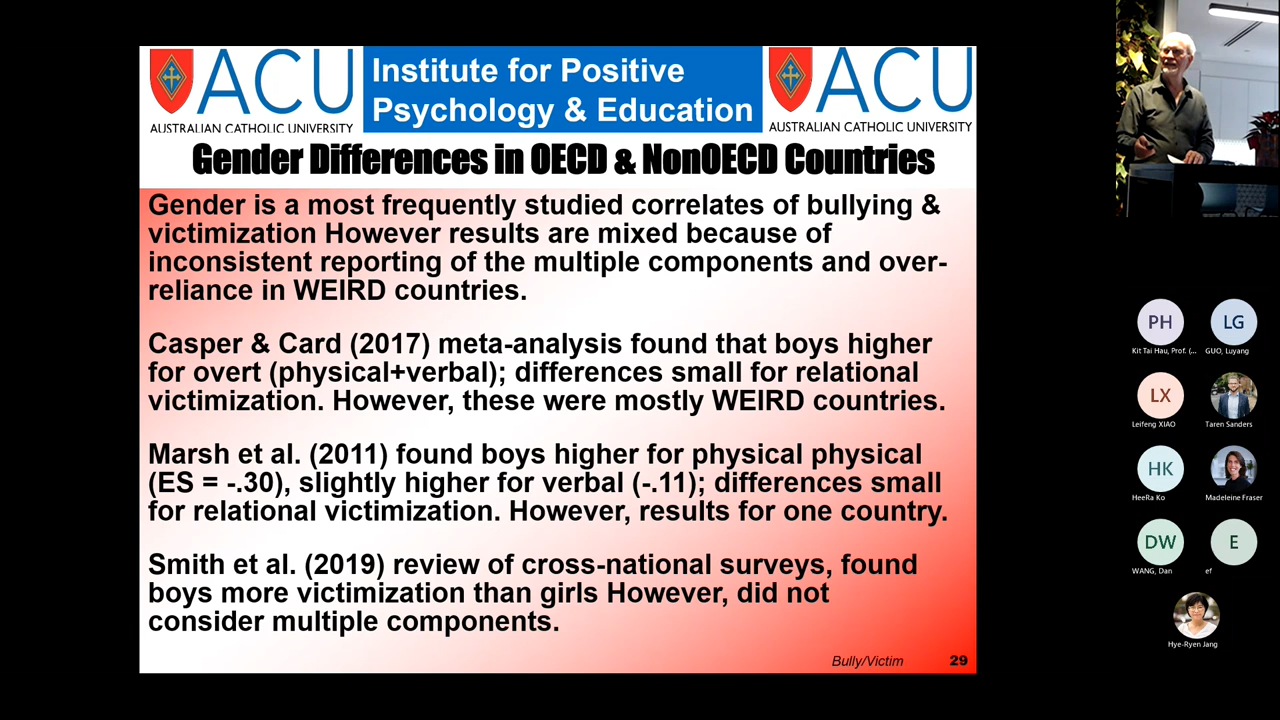 ACU
AUSTRALIAN CATHOLIC UNIVERSITY
Institute for Positive
Psychology & Education
ACU
AUSTRALIAN CATHOLIC UNIVERSITY
Gender Differences in OECD & NonOECD Countries
Gender is a most frequently studied correlates of bullying &
victimization However results are mixed because of
inconsistent reporting of the multiple components and over-
reliance in WEIRD countries.
Casper & Card (2017) meta-analysis found that boys higher
for overt (physical+verbal); differences small for relational
victimization. However, these were mostly WEIRD countries.
Marsh et al. (2011) found boys higher for physical physical
(ES = -.30), slightly higher for verbal (-.11); differences small
for relational victimization. However, results for one country.
Smith et al. (2019) review of cross-national surveys, found
boys more victimization than girls However, did not
consider multiple components.
Bully/Victim
29
PH
Kit Tai Hau, Prof. (...
LG
GUO, Luyang
LX
Leifeng XIAO
Taren Sanders
HK
HeeRa Ko
Madeleine Fraser
DW
WANG, Dan
E
ef
Hye-Ryen Jang